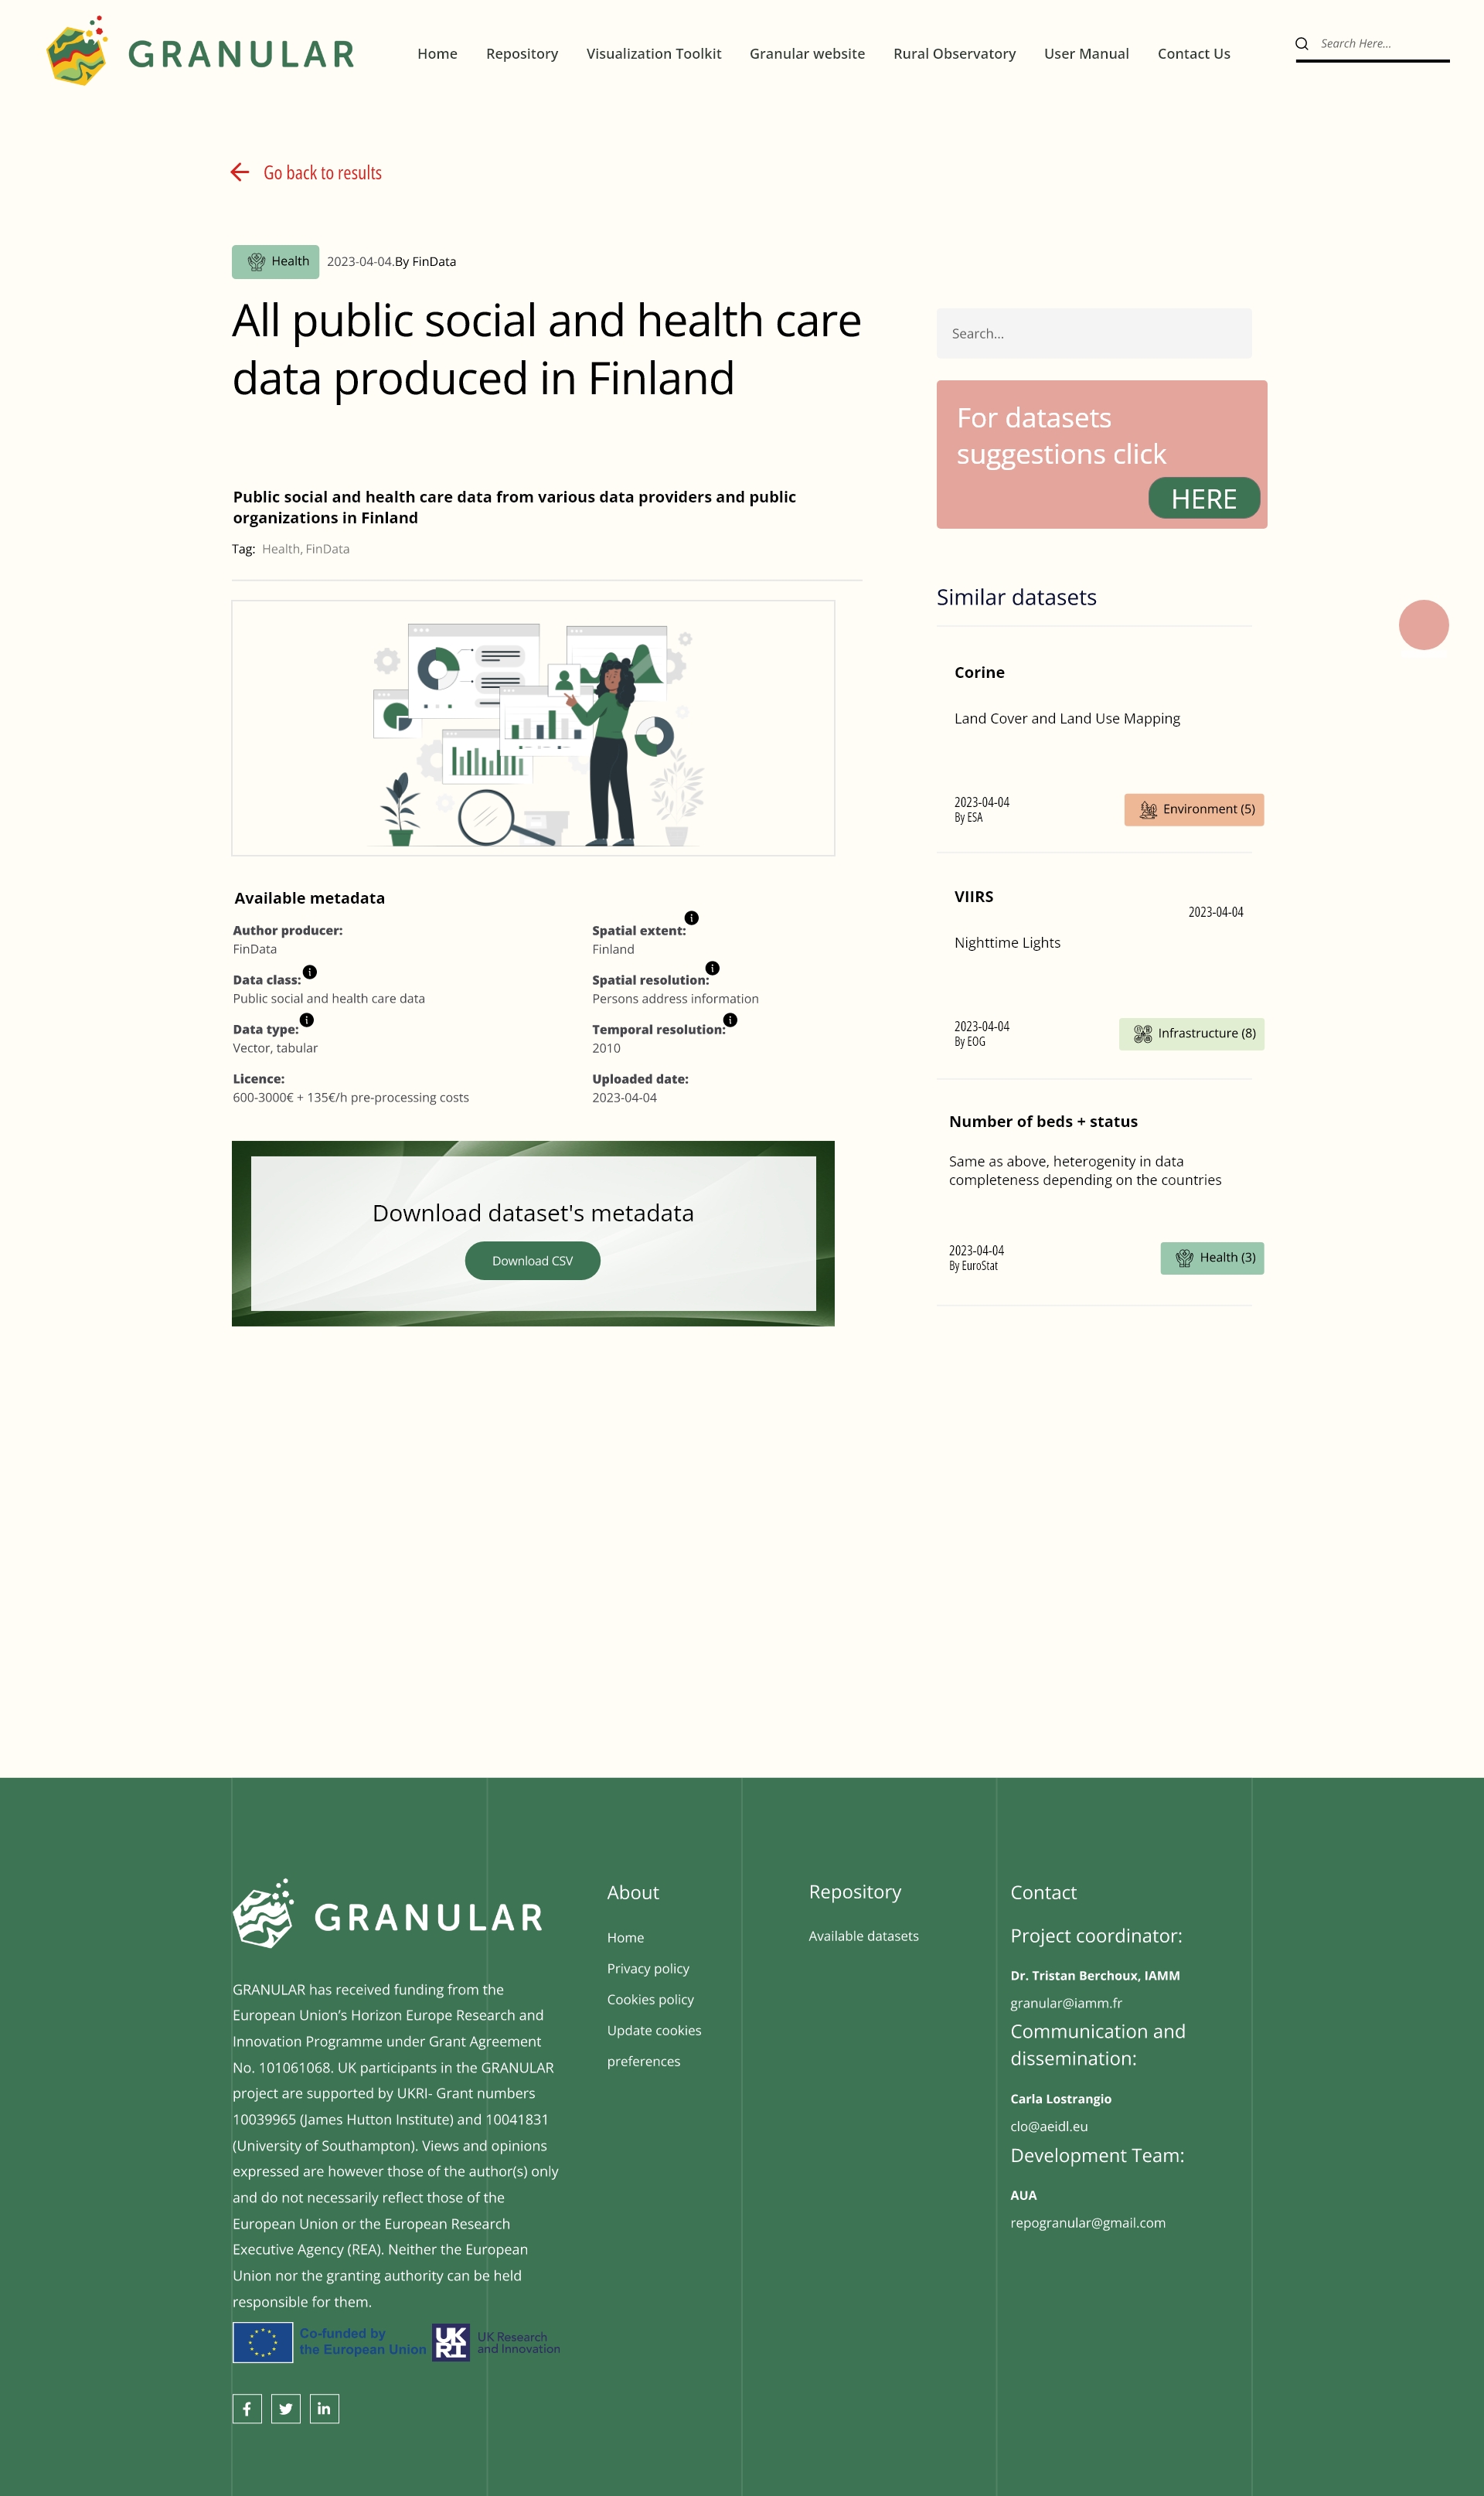 GRANULAR
Home Repository Visualization Toolkit Granular website Rural Observatory User Manual Contact Us
Search Here...
Go back to results
Health 2023-04-04.By FinData
All public social and health care
data produced in Finland
Public social and health care data from various data providers and public
organizations in Finland
Tag: Health, FinData
Available metadata
Author producer:
FinData
Data class:
Public social and health care data
Data type:
Vector, tabular
Licence:
600-3000€ + 135€/h pre-processing costs
Spatial extent:
Finland
Spatial resolution:
Persons address information
Temporal resolution:
2010
Uploaded date:
2023-04-04
Download dataset's metadata
Download CSV
Search...
For datasets
suggestions click
HERE
Similar datasets
Corine
Land Cover and Land Use Mapping
2023-04-04
By ESA
Environment (5)
VIIRS
2023-04-04
Nighttime Lights
2023-04-04
By EOG
Infrastructure (8)
Number of beds + status
Same as above, heterogenity in data
completeness depending on the countries
2023-04-04
By EuroStat
Health (3)
GRANULAR
GRANULAR has received funding from the
European Union’s Horizon Europe Research and
Innovation Programme under Grant Agreement
No. 101061068. UK participants in the GRANULAR
project are supported by UKRI- Grant numbers
10039965 (James Hutton Institute) and 10041831
(University of Southampton). Views and opinions
expressed are however those of the author(s) only
and do not necessarily reflect those of the
European Union or the European Research
Executive Agency (REA). Neither the European
Union nor the granting authority can be held
responsible for them.
Co-funded by
the European Union
UK
RI
UK Research
and Innovation
About
Home
Privacy policy
Cookies policy
Update cookies
preferences
Repository
Available datasets
Contact
Project coordinator:
Dr. Tristan Berchoux, IAMM
granular@iamm.fr
Communication and
dissemination:
Carla Lostrangio
clo@aeidl.eu
Development Team:
AUA
repogranular@gmail.com